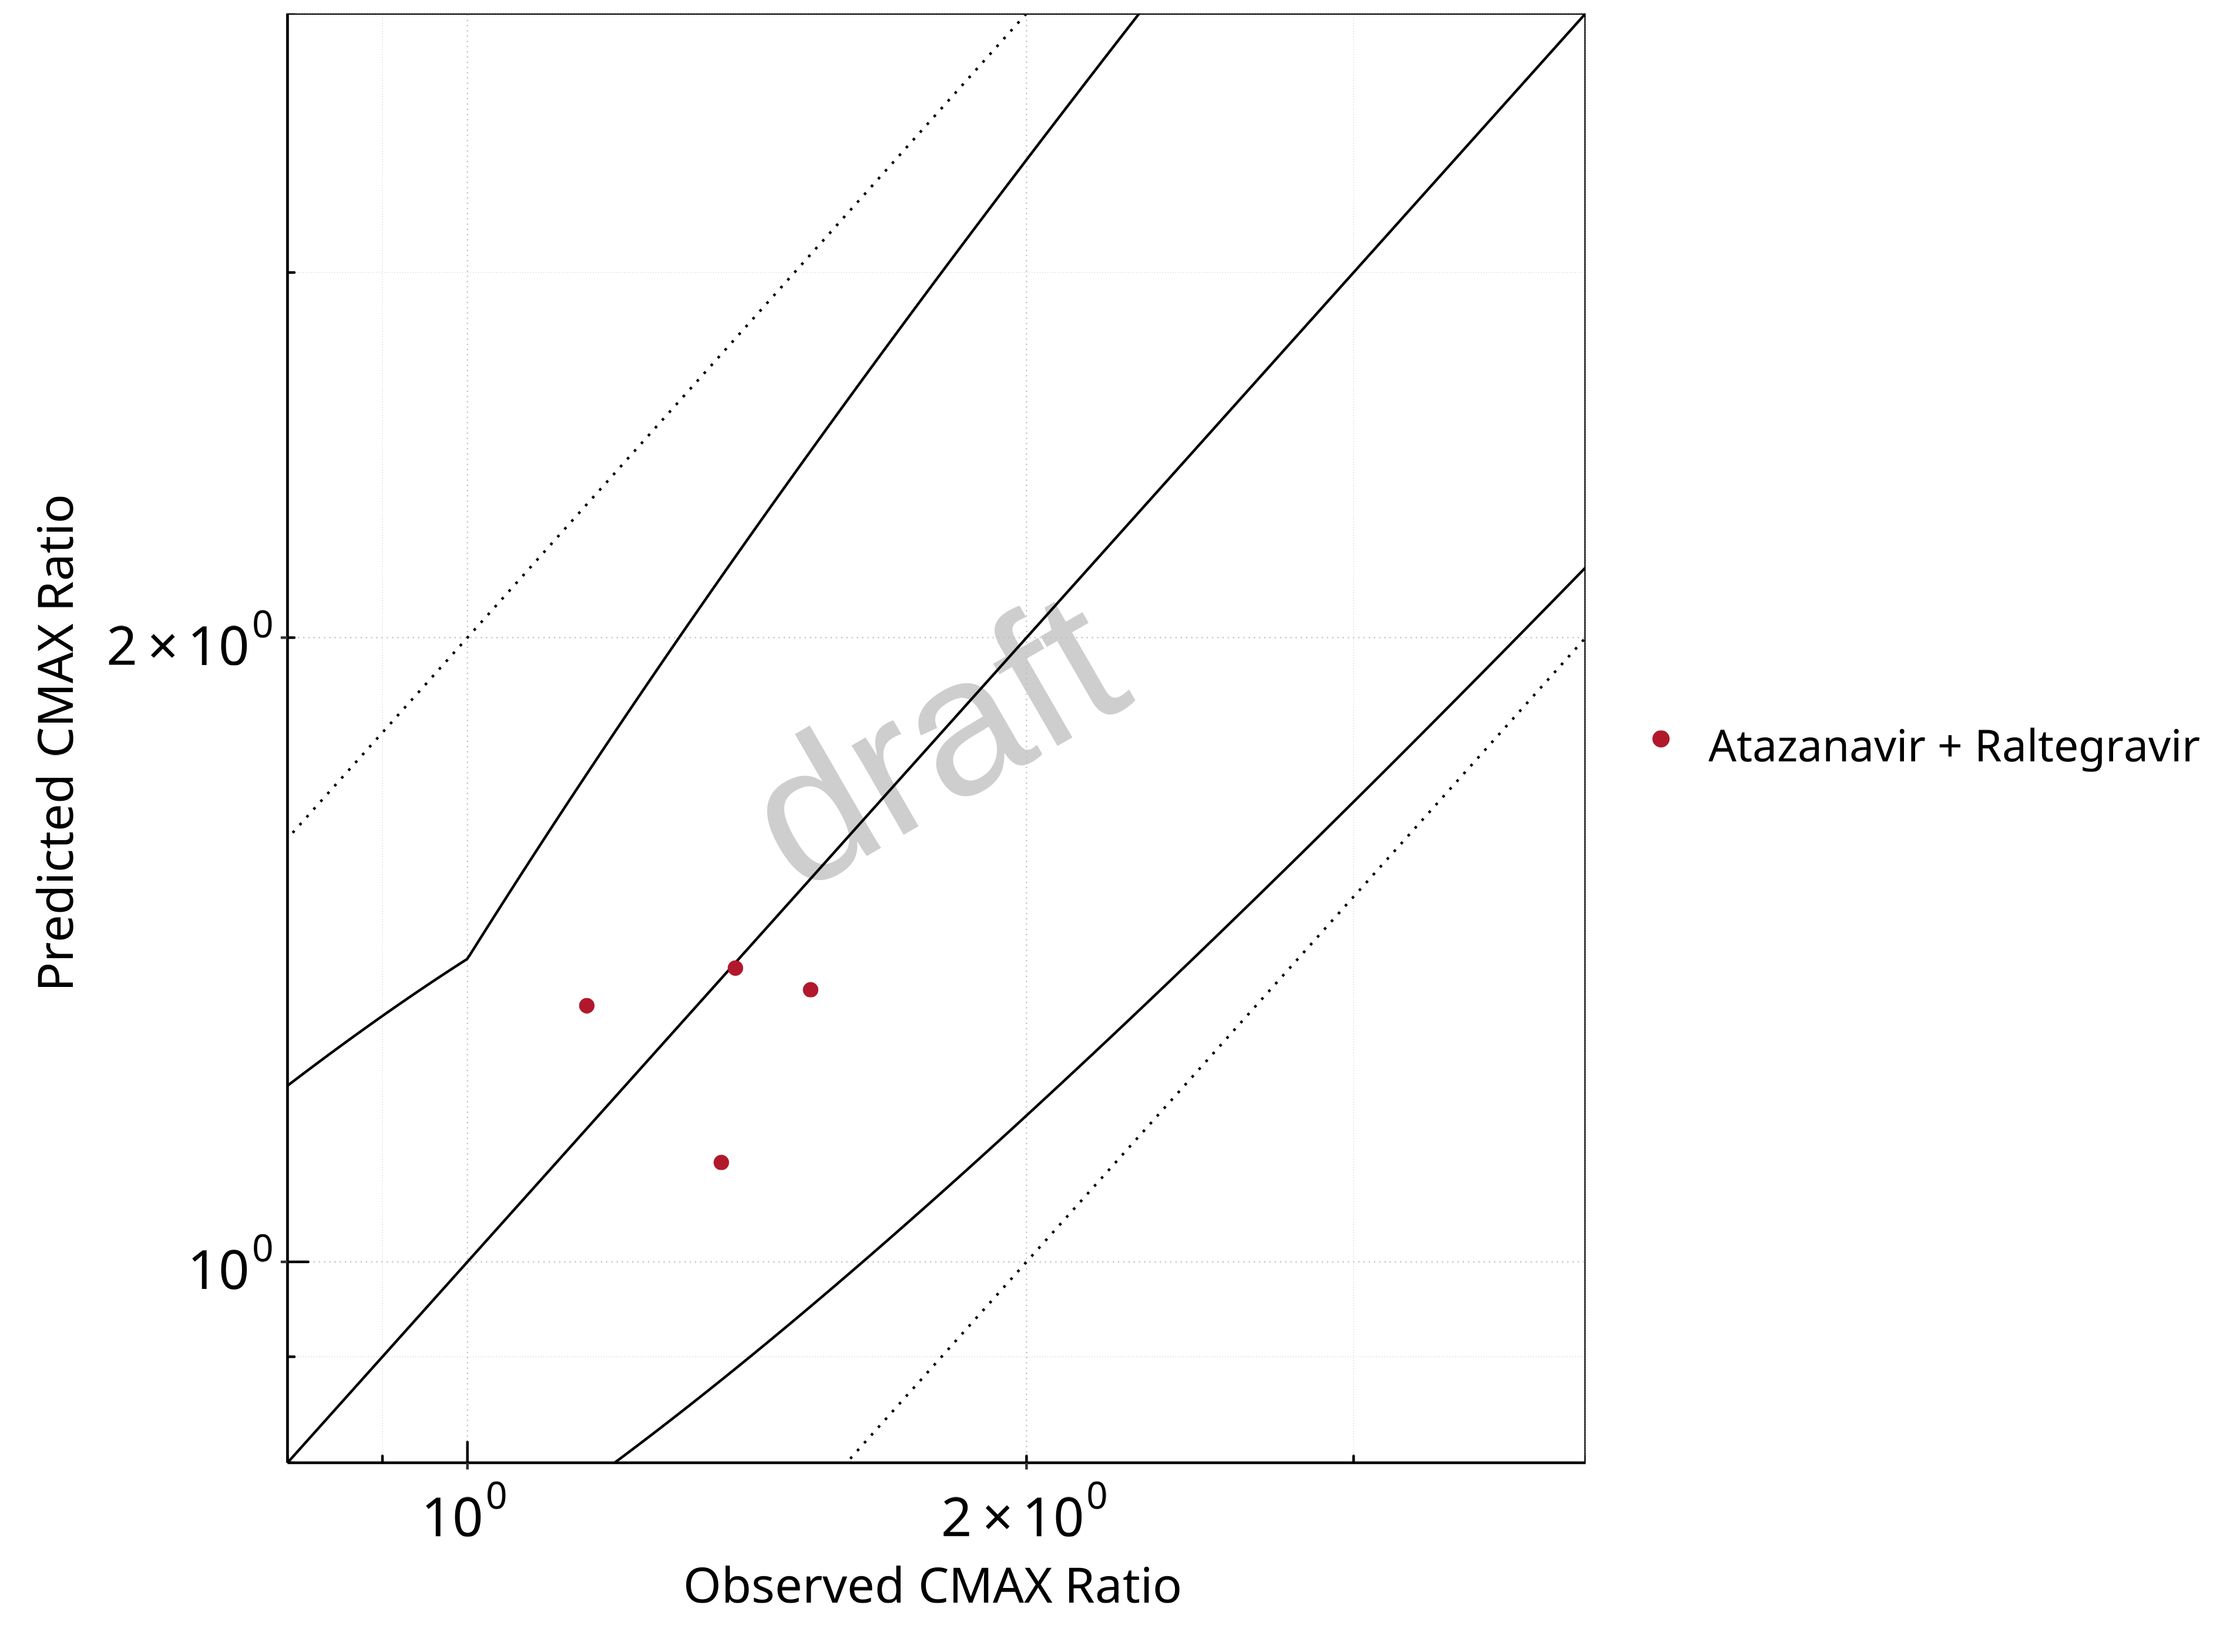 Predicted CMAX Ratio
2 × 10⁰
10⁰
draft
Atazanavir + Raltegravir
10⁰
2 × 10⁰
Observed CMAX Ratio